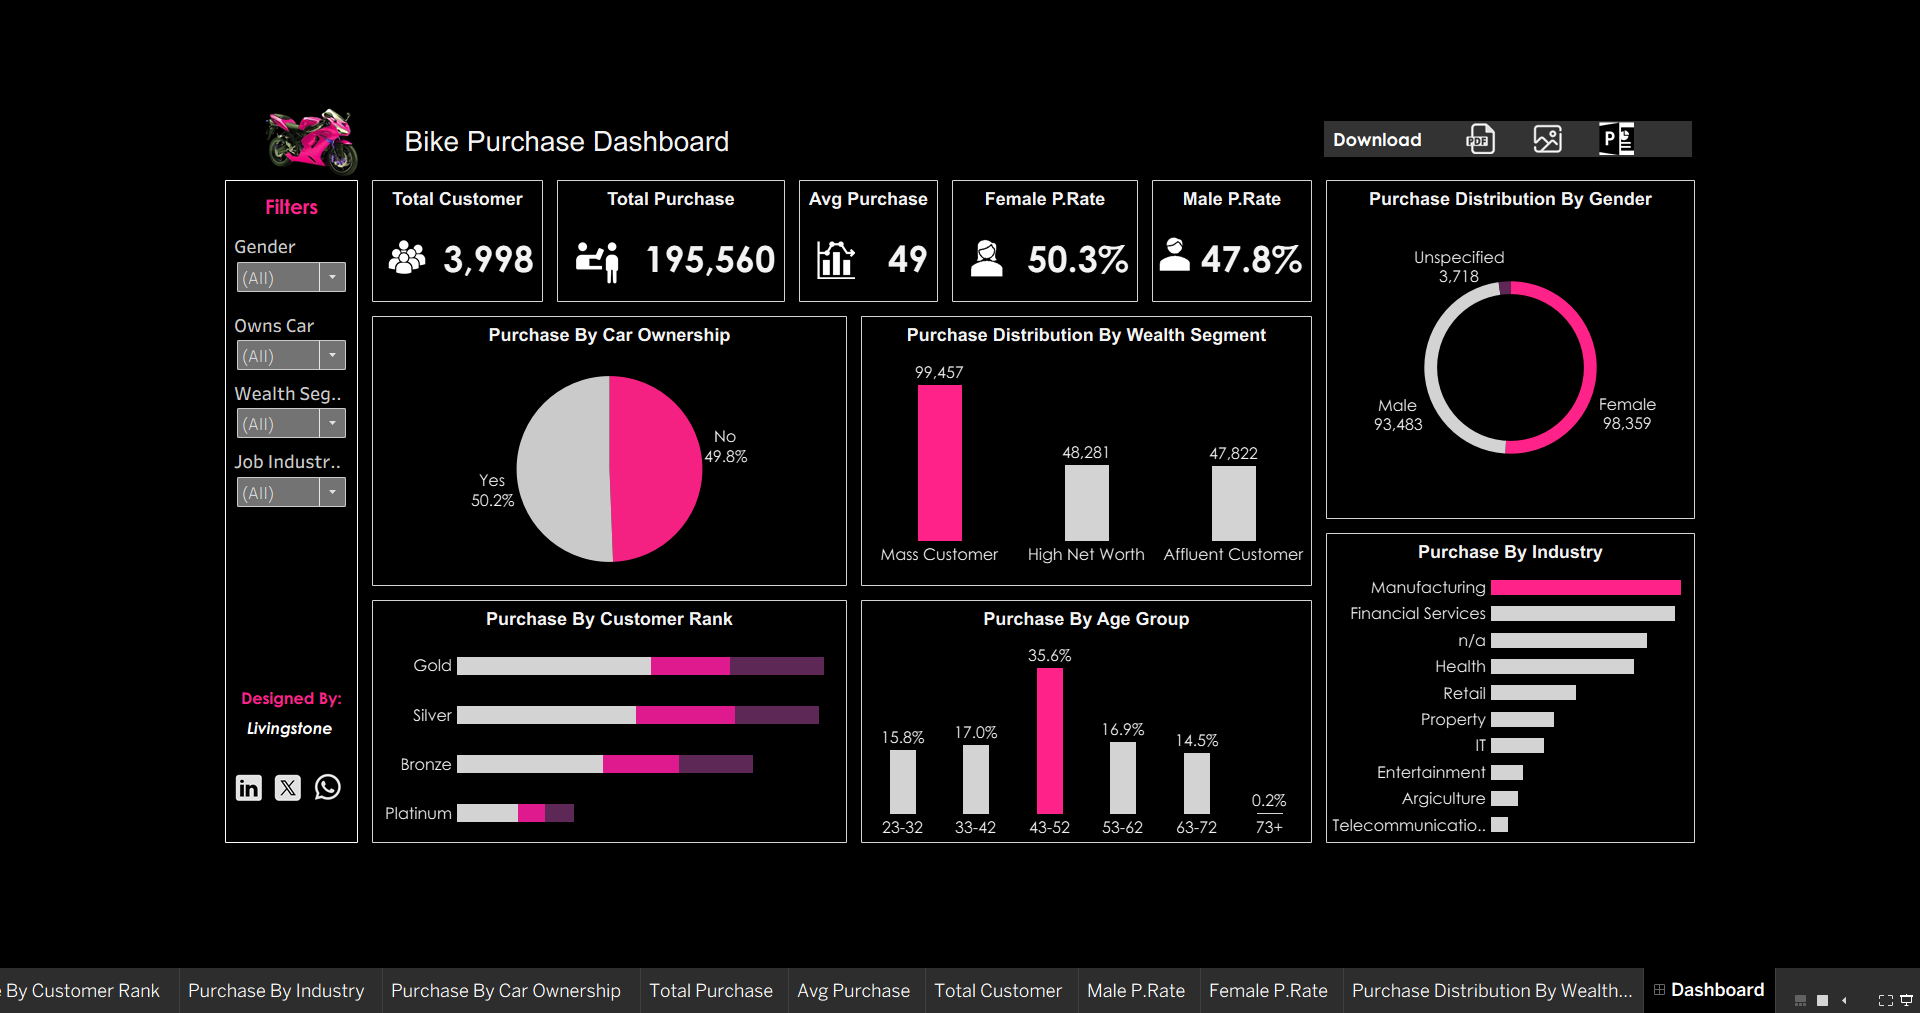 Bike Purchase Dashboard
Download
PDF
P
Filters
Gender
(All)
Owns Car
(All)
Wealth Seg..
(All)
Job Industr..
(All)
Designed By:
Livingstone
in
X
Total Customer
3,998
Total Purchase
195,560
Avg Purchase
49
Female P.Rate
50.3%
Male P.Rate
47.8%
Purchase Distribution By Gender
Unspecified
3,718
Male
93,483
Female
98,359
Purchase By Car Ownership
No
49.8%
Yes
50.2%
Purchase Distribution By Wealth Segment
99,457
48,281
47,822
Mass Customer
High Net Worth
Affluent Customer
Purchase By Customer Rank
Gold
Silver
Bronze
Platinum
Purchase By Age Group
15.8%
17.0%
35.6%
16.9%
14.5%
0.2%
23-32
33-42
43-52
53-62
63-72
73+
Purchase By Industry
Manufacturing
Financial Services
n/a
Health
Retail
Property
IT
Entertainment
Argiculture
Telecommunicatio..
e By Customer Rank
Purchase By Industry
Purchase By Car Ownership
Total Purchase
Avg Purchase
Total Customer
Male P.Rate
Female P.Rate
Purchase Distribution By Wealth...
Dashboard